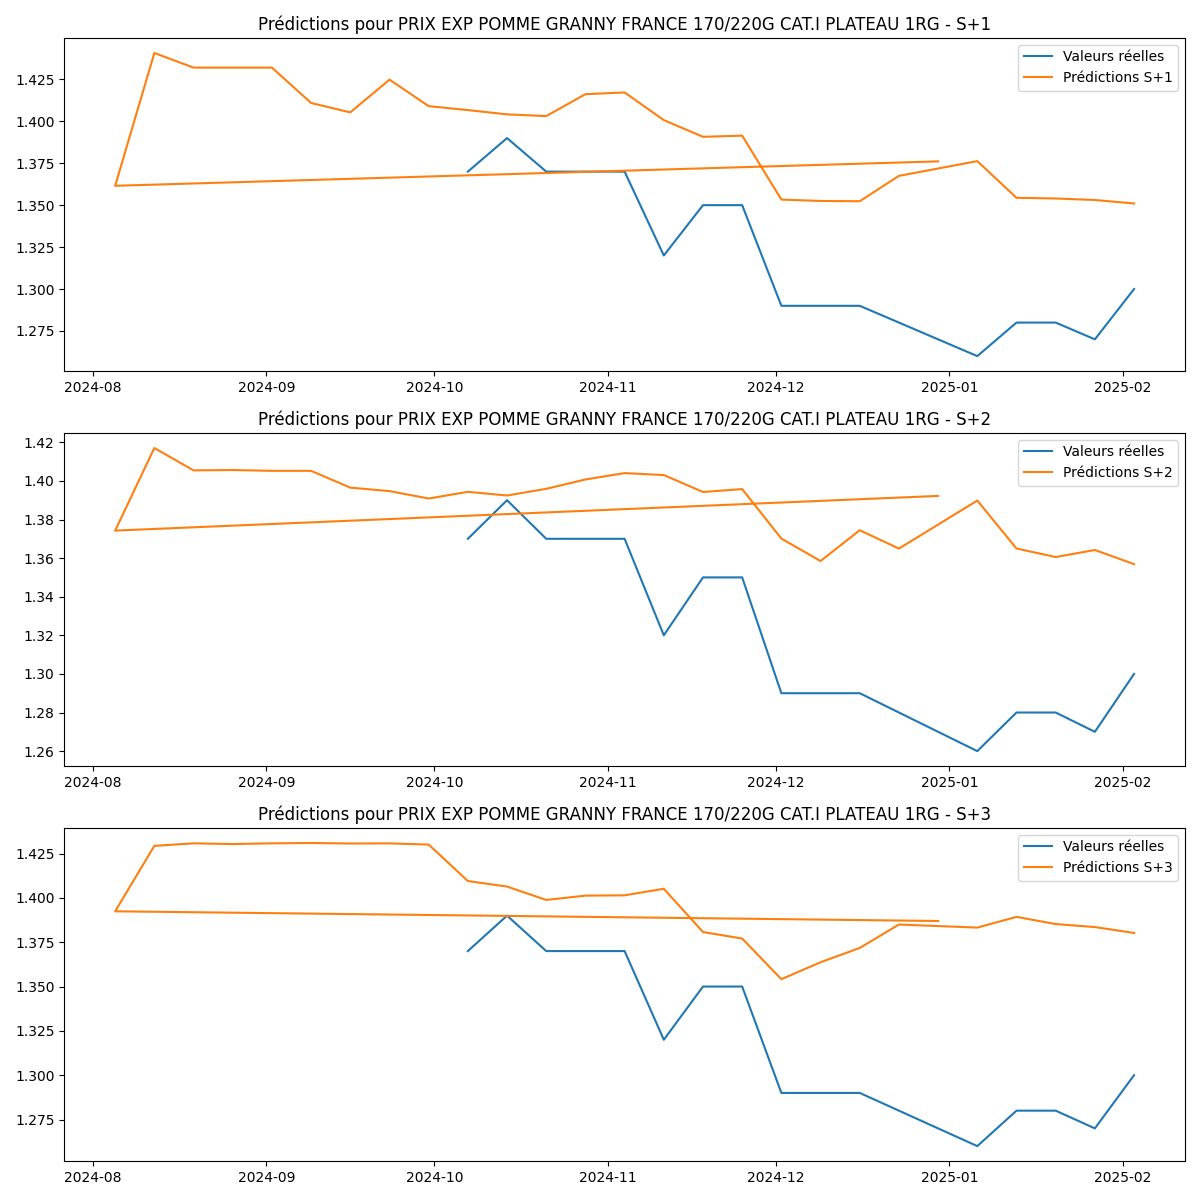 Prédictions pour PRIX EXP POMME GRANNY FRANCE 170/220G CAT.I PLATEAU 1RG - S+1
Valeurs réelles
Prédictions S+1
1.425
1.400
1.375
1.350
1.325
1.300
1.275
2024-08 2024-09 2024-10 2024-11 2024-12 2025-01 2025-02
Prédictions pour PRIX EXP POMME GRANNY FRANCE 170/220G CAT.I PLATEAU 1RG - S+2
Valeurs réelles
Prédictions S+2
1.42
1.40
1.38
1.36
1.34
1.32
1.30
1.28
1.26
2024-08 2024-09 2024-10 2024-11 2024-12 2025-01 2025-02
Prédictions pour PRIX EXP POMME GRANNY FRANCE 170/220G CAT.I PLATEAU 1RG - S+3
Valeurs réelles
Prédictions S+3
1.425
1.400
1.375
1.350
1.325
1.300
1.275
2024-08 2024-09 2024-10 2024-11 2024-12 2025-01 2025-02